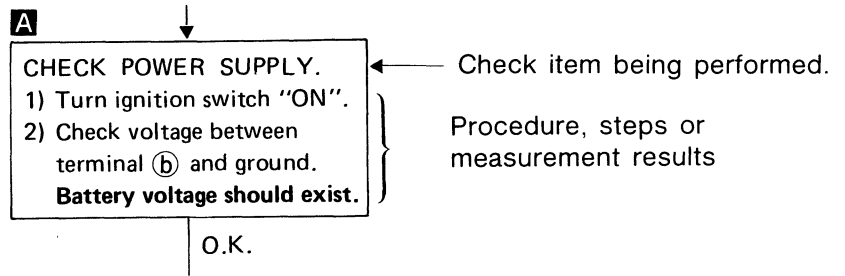 A
CHECK POWER SUPPLY.
1) Turn ignition switch "ON".
2) Check voltage between
terminal ⓑ and ground.
Battery voltage should exist.
O.K.
Check item being performed.
Procedure, steps or
measurement results